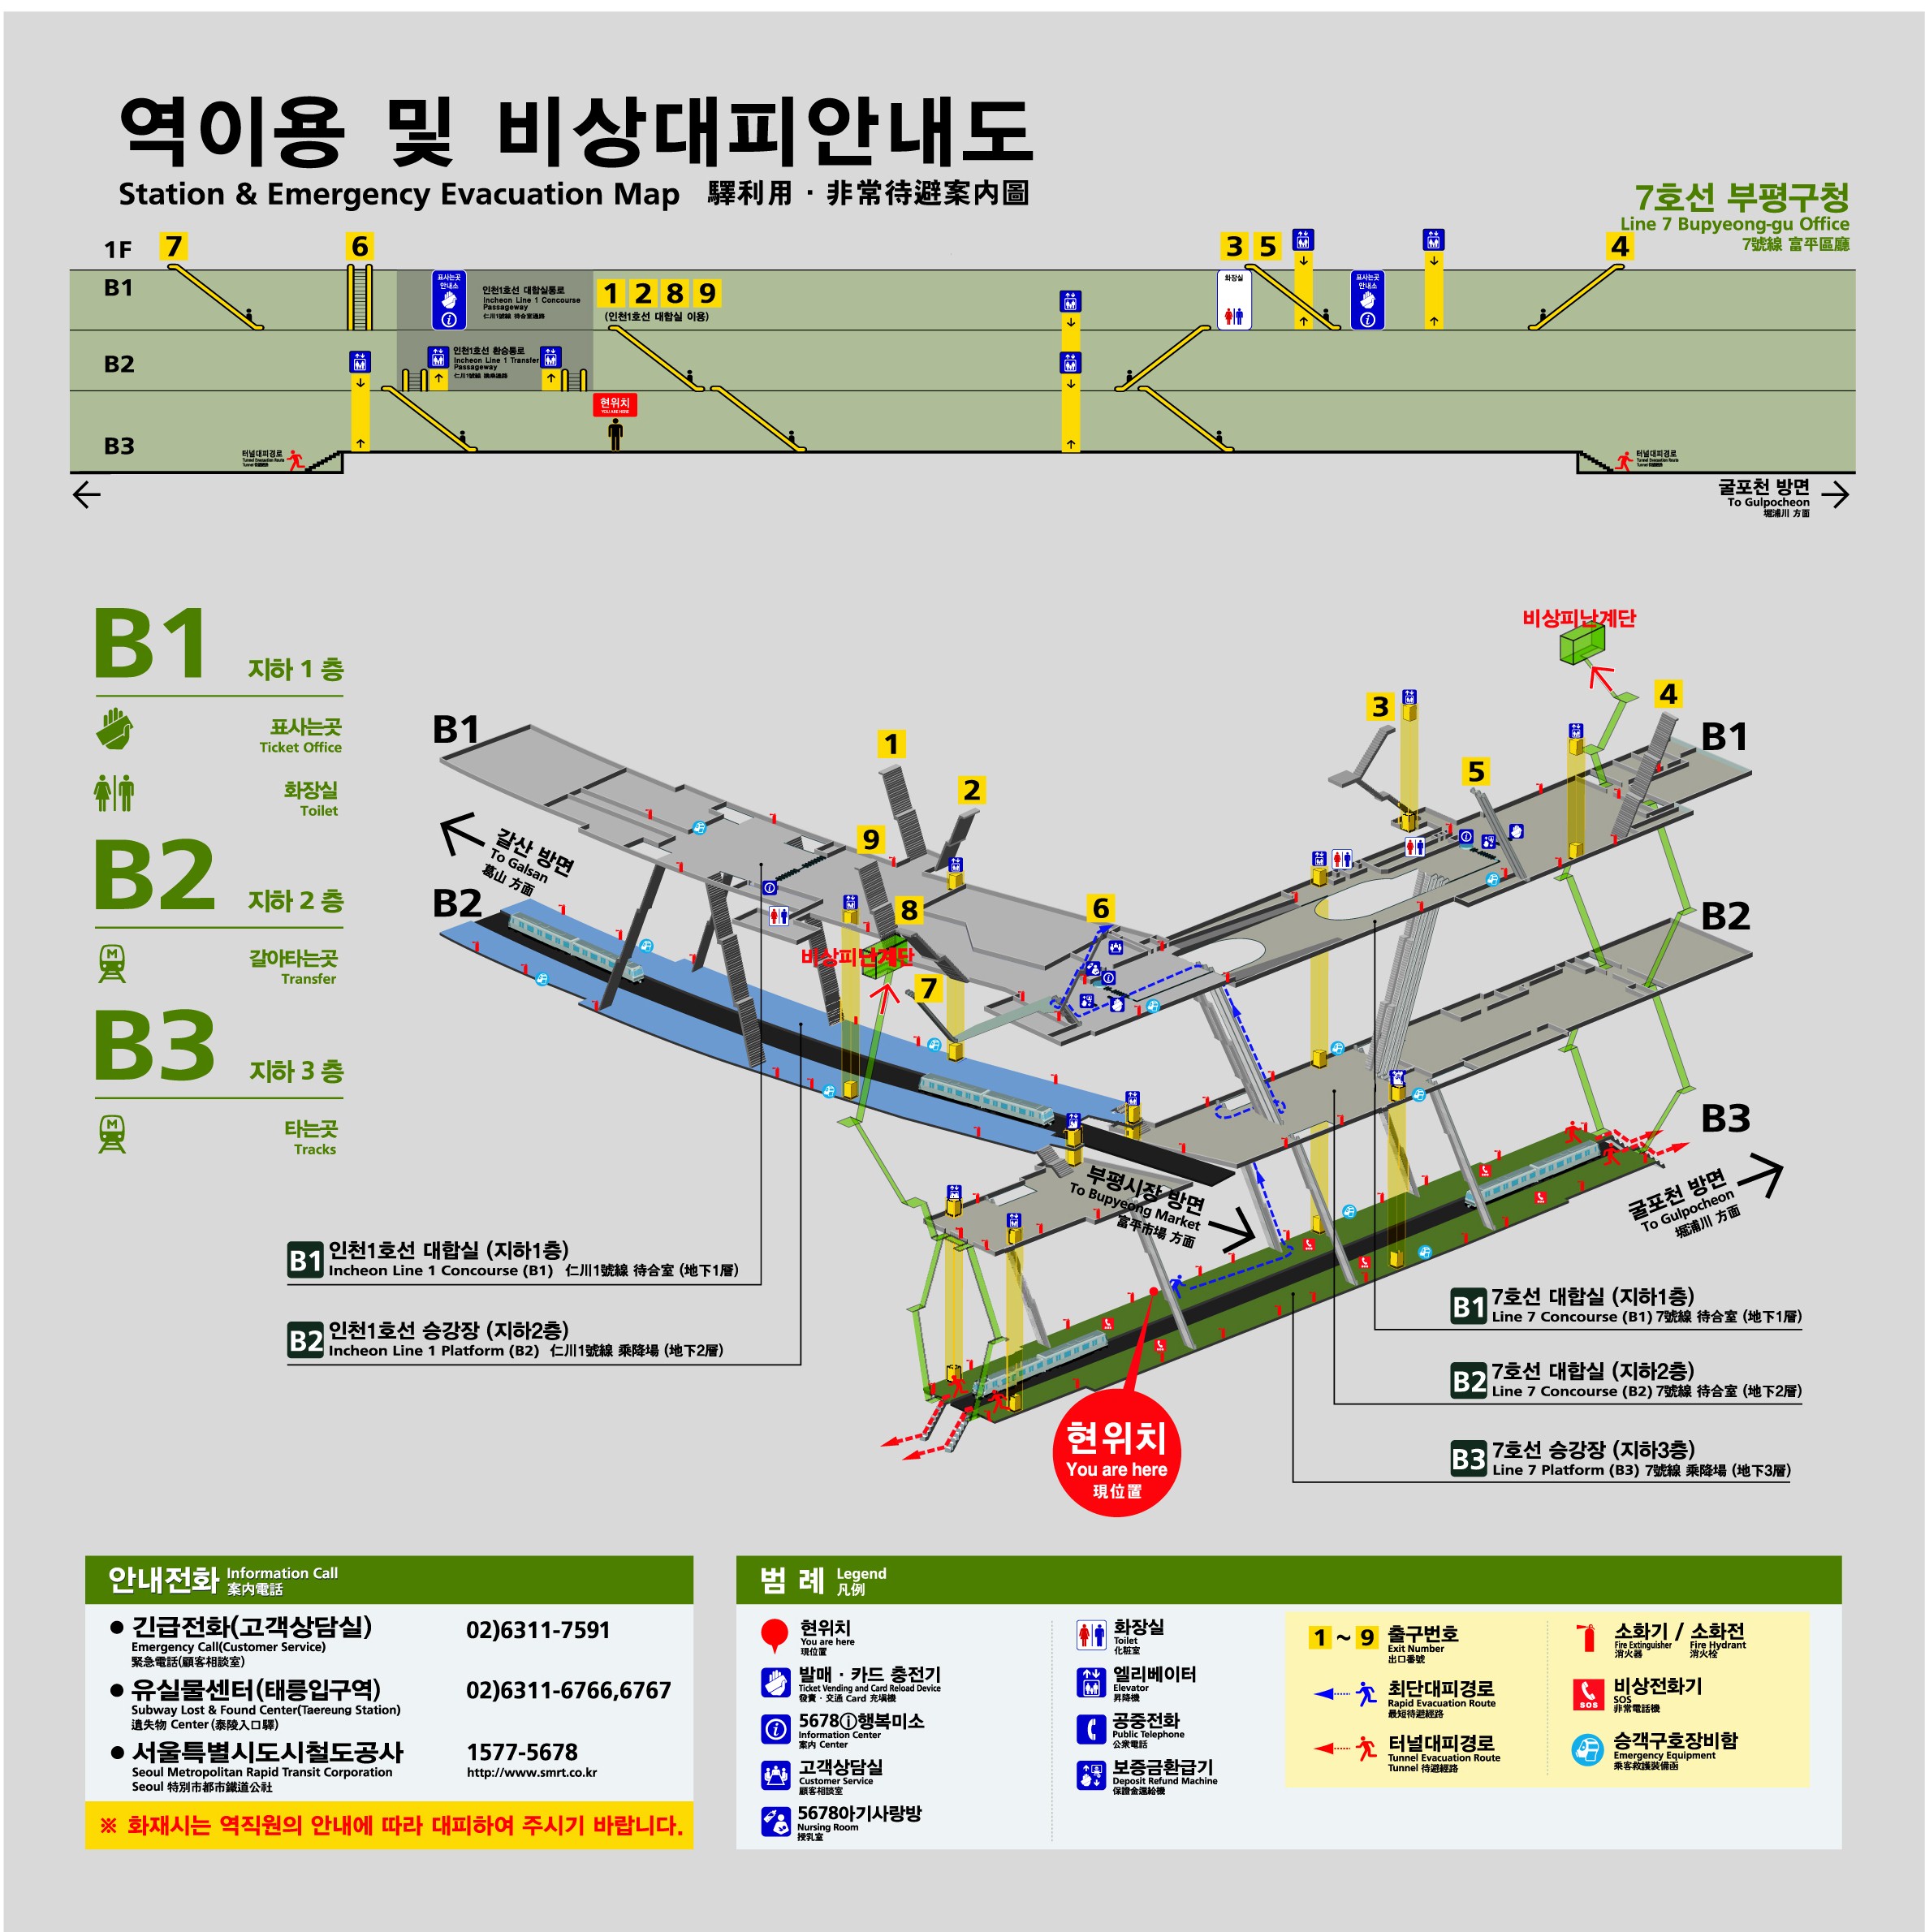 역이용 및 비상대피안내도
Station & Emergency Evacuation Map 驛利用 · 非常待避案内圖
7호선 부평구청
Line 7 Bupyeong-gu Office
7號線 富平區廳
1F
7
6
3 5
4
B1
표사는곳
안내소
인천1호선 대합실통로
Incheon Line 1 Concourse
Passageway
仁川1號線 待合室通路
1 2 8 9
(인천1호선 대합실 이용)
화장실
표사는곳
안내소
B2
인천1호선 환승통로
Incheon Line 1 Transfer
Passageway
仁川1號線 換乘通路
현위치
YOU ARE HERE
B3
터널대피경로
Tunnel Evacuation Route
Tunnel 待避經路
터널대피경로
Tunnel Evacuation Route
Tunnel 待避經路
굴포천 방면
To Gulpocheon
堀浦川 方面
B1 지하 1 층
표사는곳
Ticket Office
화장실
Toilet
B2 지하 2 층
갈아타는곳
Transfer
B3 지하 3 층
타는곳
Tracks
비상피난계단
B1
1
2
3
4
5
B1
9
8
6
7
갈산 방면
To Galsan
葛山 方面
B2
비상피난계단
B2
B3
부평시장 방면
To Bupyeong Market
富平市場 方面
굴포천 방면
To Gulpocheon
堀浦川 方面
B1 인천1호선 대합실 (지하1층)
Incheon Line 1 Concourse (B1) 仁川1號線 待合室 (地下1層)
B2 인천1호선 승강장 (지하2층)
Incheon Line 1 Platform (B2) 仁川1號線 乘降場 (地下2層)
B1 7호선 대합실 (지하1층)
Line 7 Concourse (B1) 7號線 待合室 (地下1層)
B2 7호선 대합실 (지하2층)
Line 7 Concourse (B2) 7號線 待合室 (地下2層)
B3 7호선 승강장 (지하3층)
Line 7 Platform (B3) 7號線 乘降場 (地下3層)
현위치
You are here
現位置
안내전화 Information Call
案内電話
● 긴급전화(고객상담실) 02)6311-7591
Emergency Call(Customer Service)
緊急電話(顧客相談室)
● 유실물센터(태릉입구역) 02)6311-6766,6767
Subway Lost & Found Center(Taereung Station)
遺失物 Center (泰陵入口驛)
● 서울특별시도시철도공사 1577-5678
Seoul Metropolitan Rapid Transit Corporation http://www.smrt.co.kr
Seoul 特別市都市鐵道公社
※ 화재시는 역직원의 안내에 따라 대피하여 주시기 바랍니다.
범 례 Legend
凡例
현위치
You are here
現位置
발매 · 카드 충전기
Ticket Vending and Card Reload Device
發賣 · 交通 Card 充塡機
5678ⓘ행복미소
Information Center
案内 Center
고객상담실
Customer Service
顧客相談室
5678아기사랑방
Nursing Room
授乳室
화장실
Toilet
化粧室
엘리베이터
Elevator
昇降機
공중전화
Public Telephone
公衆電話
보증금환급기
Deposit Refund Machine
保證金還給機
1 ~ 9 출구번호
Exit Number
出口番號
최단대피경로
Rapid Evacuation Route
最短待避經路
터널대피경로
Tunnel Evacuation Route
Tunnel 待避經路
소화기 / 소화전
Fire Extinguisher Fire Hydrant
消火器 消火栓
SOS 비상전화기
SOS
非常電話機
승객구호장비함
Emergency Equipment
乘客救護裝備函